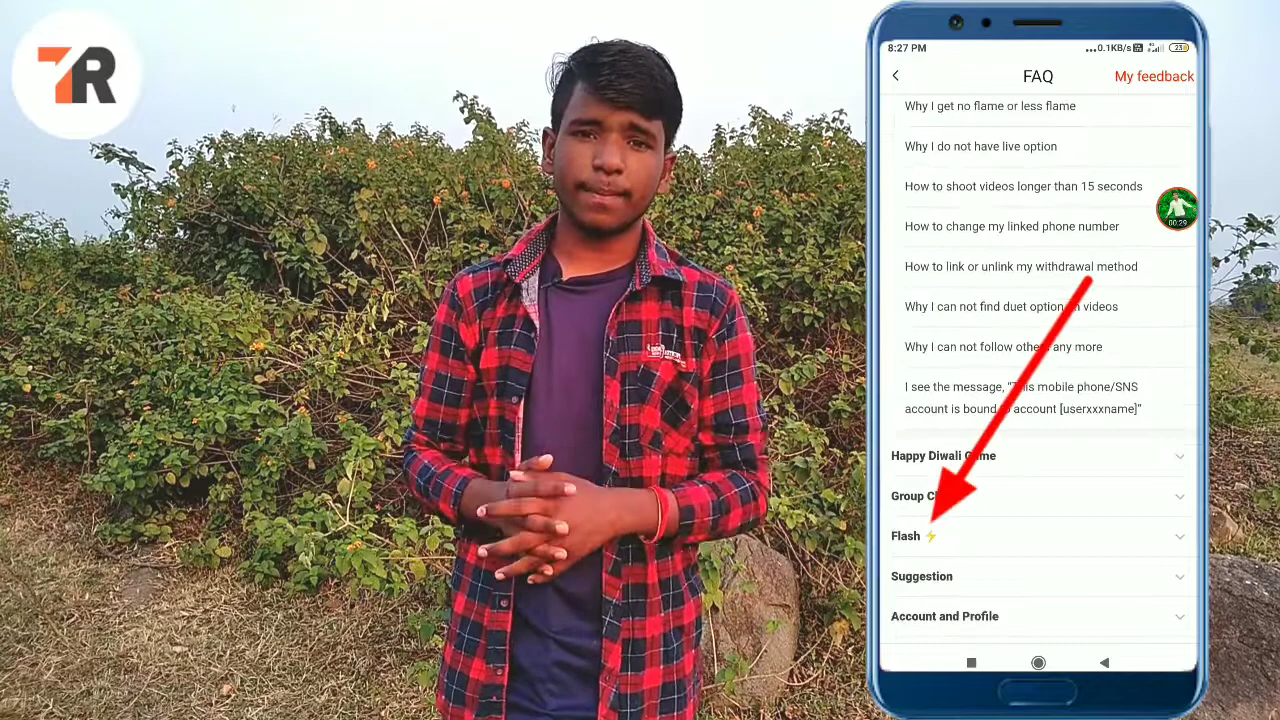 7R
8:27 PM
0.1KB/s
23
FAQ
My feedback
Why I get no flame or less flame
Why I do not have live option
How to shoot videos longer than 15 seconds
00:29
How to change my linked phone number
How to link or unlink my withdrawal method
Why I can not find duet option videos
Why I can not follow others any more
I see the message, "This mobile phone/SNS
account is bound account [userxxxname]"
Happy Diwali Game
Group
Flash ⚡
Suggestion
Account and Profile